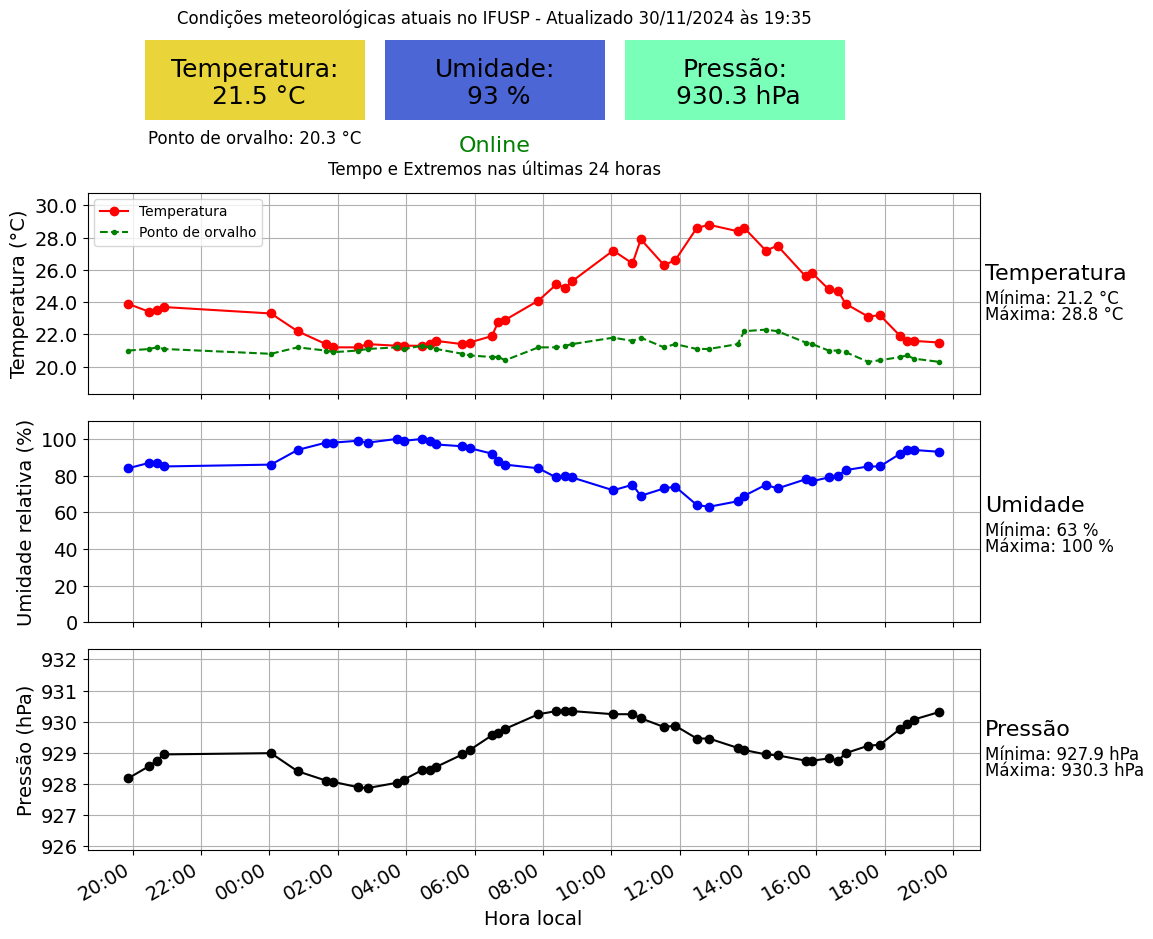 Condições meteorológicas atuais no IFUSP - Atualizado 30/11/2024 às 19:35
Temperatura:
21.5 °C
Umidade:
93 %
Pressão:
930.3 hPa
Ponto de orvalho: 20.3 °C
Online
Tempo e Extremos nas últimas 24 horas
Temperatura (°C)
30.0
28.0
26.0
24.0
22.0
20.0
Temperatura
Ponto de orvalho
Temperatura
Mínima: 21.2 °C
Máxima: 28.8 °C
Umidade relativa (%)
100
80
60
40
20
0
Umidade
Mínima: 63 %
Máxima: 100 %
Pressão (hPa)
932
931
930
929
928
927
926
Pressão
Mínima: 927.9 hPa
Máxima: 930.3 hPa
20:00 22:00 00:00 02:00 04:00 06:00 08:00 10:00 12:00 14:00 16:00 18:00 20:00
Hora local